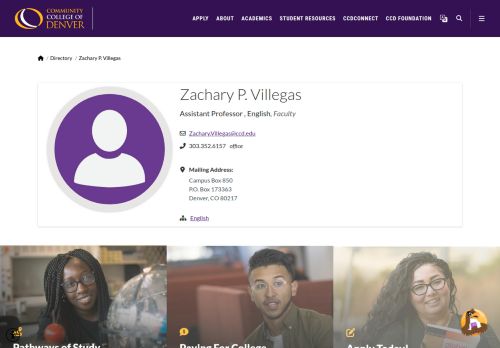 COMMUNITY
COLLEGE OF
DENVER
APPLY ABOUT ACADEMICS STUDENT RESOURCES CCDCONNECT CCD FOUNDATION
/ Directory / Zachary P. Villegas
Zachary P. Villegas
Assistant Professor , English, Faculty
Zachary.Villegas@ccd.edu
303.352.6157 office
Mailing Address:
Campus Box 850
P.O. Box 173363
Denver, CO 80217
English
Pathways of Study
Paying For College
Apply Today!